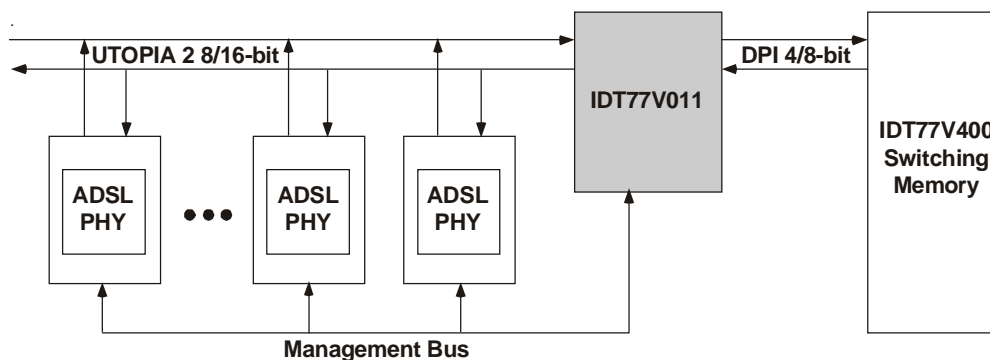 UTOPIA 2 8/16-bit
DPI 4/8-bit
IDT77V011
IDT77V400
Switching
Memory
ADSL
PHY
ADSL
PHY
ADSL
PHY
Management Bus